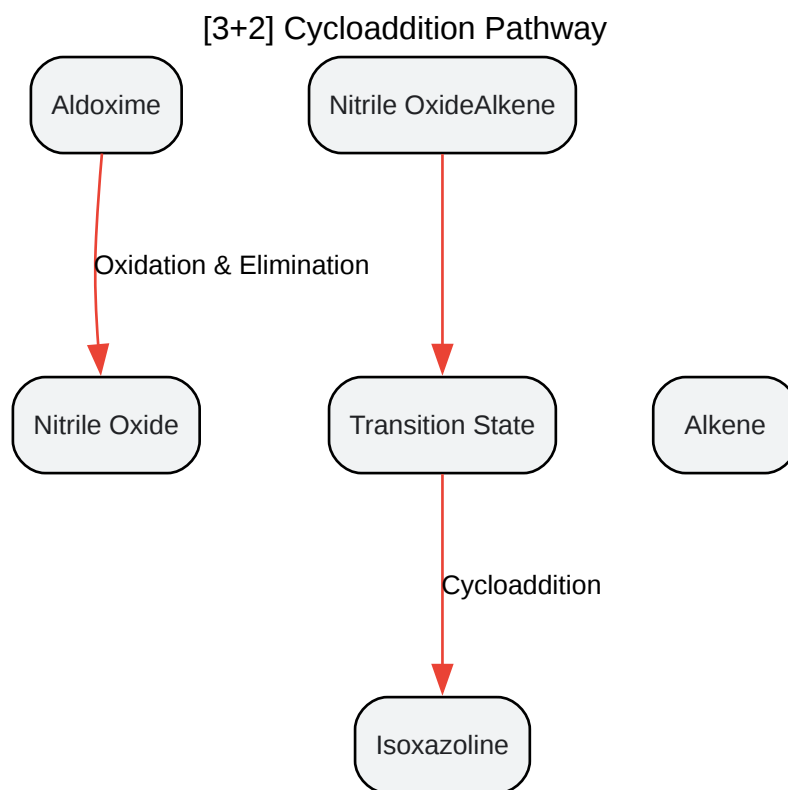 [3+2] Cycloaddition Pathway
Aldoxime
Nitrile OxideAlkene
Oxidation & Elimination
Nitrile Oxide
Transition State
Alkene
Cycloaddition
Isoxazoline